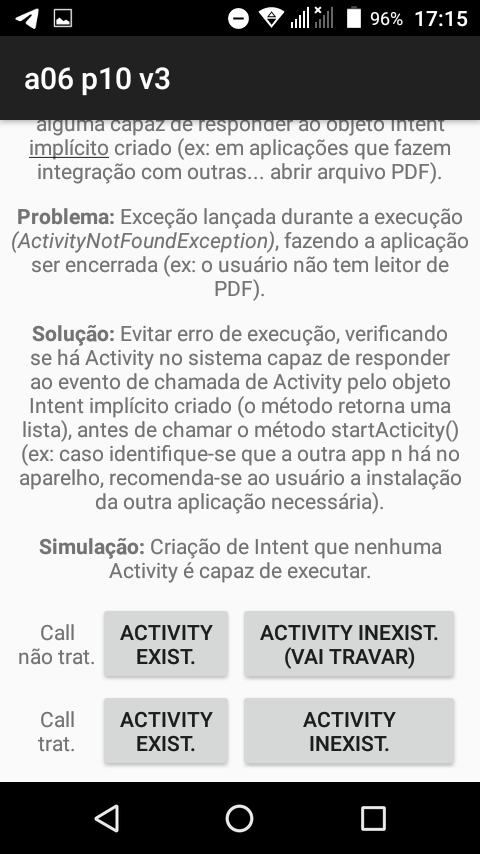 96% 17:15
a06 p10 v3
alguma capaz de responder ao objeto Intent
implícito criado (ex: em aplicações que fazem
integração com outras... abrir arquivo PDF).
Problema: Exceção lançada durante a execução
(ActivityNotFoundException), fazendo a aplicação
ser encerrada (ex: o usuário não tem leitor de
PDF).
Solução: Evitar erro de execução, verificando
se há Activity no sistema capaz de responder
ao evento de chamada de Activity pelo objeto
Intent implícito criado (o método retorna uma
lista), antes de chamar o método startActicity()
(ex: caso identifique-se que a outra app n há no
aparelho, recomenda-se ao usuário a instalação
da outra aplicação necessária).
Simulação: Criação de Intent que nenhuma
Activity é capaz de executar.
Call
não trat.
ACTIVITY
EXIST.
ACTIVITY INEXIST.
(VAI TRAVAR)
Call
trat.
ACTIVITY
EXIST.
ACTIVITY
INEXIST.